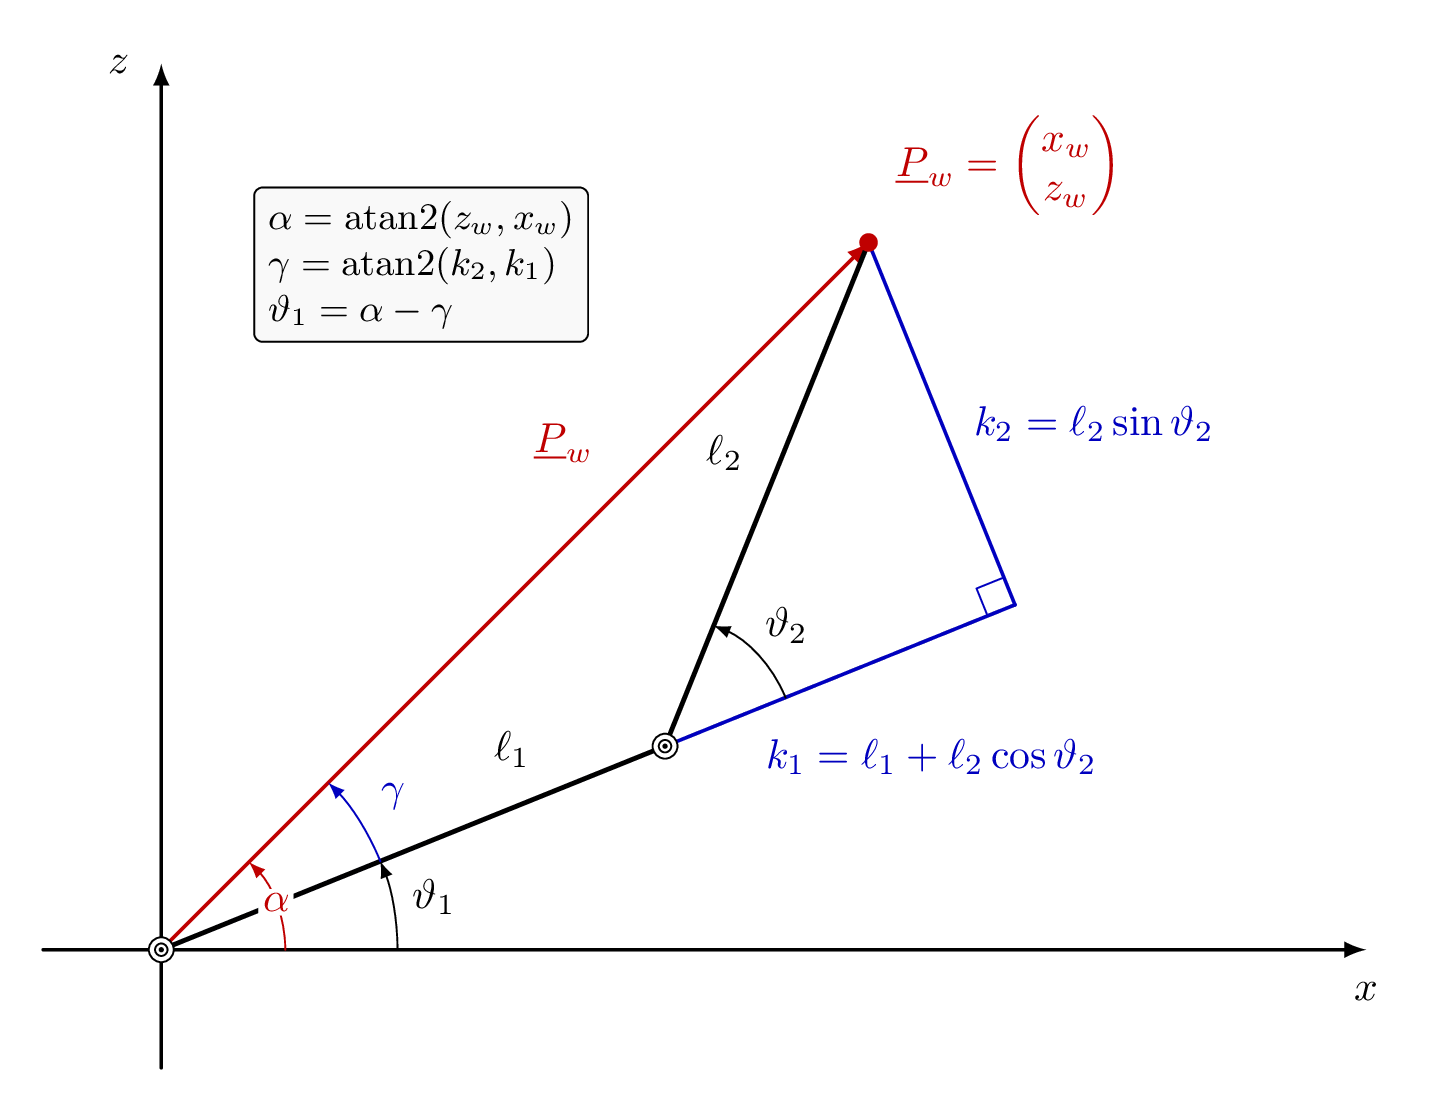 z
P_w = (x_w
z_w)
α = atan2(z_w, x_w)
γ = atan2(k_2, k_1)
ϑ_1 = α − γ
P_w
ℓ_2
k_2 = ℓ_2 sin ϑ_2
ϑ_2
ℓ_1
k_1 = ℓ_1 + ℓ_2 cos ϑ_2
γ
α
ϑ_1
x